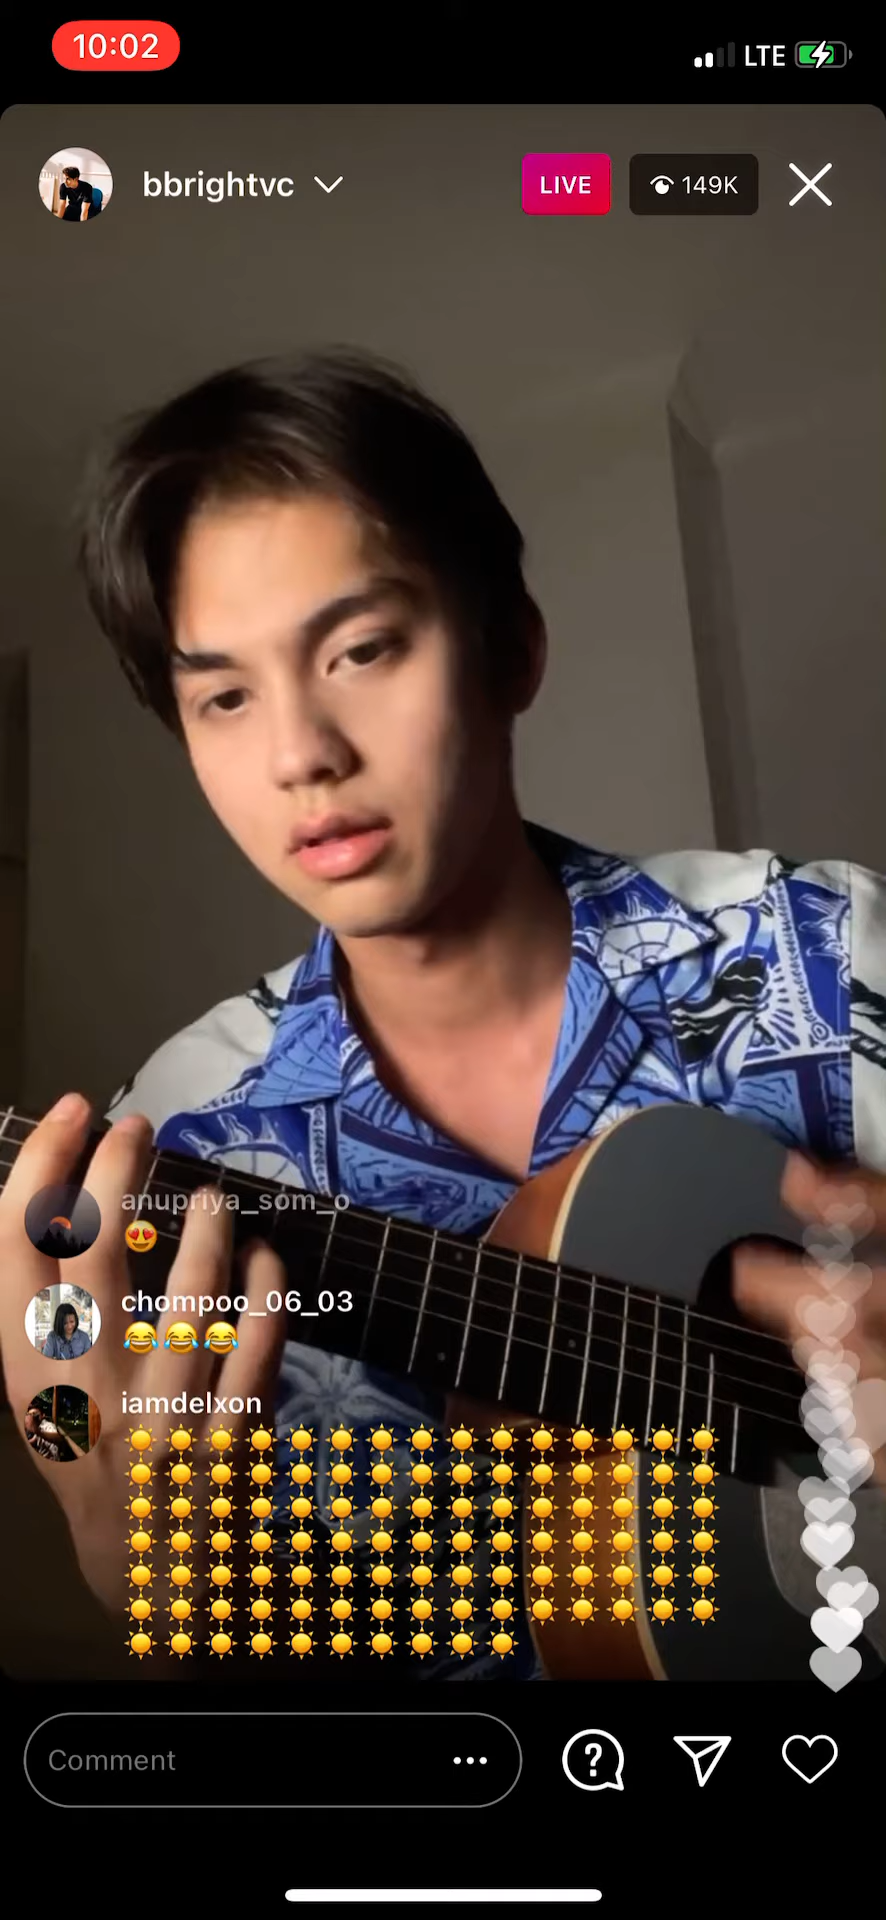 10:02
LTE
bbrightvc
LIVE
149K
anupriya_som_o
😍
chompoo_06_03
😂😂😂
iamdelxon
☀️☀️☀️☀️☀️☀️☀️☀️☀️☀️☀️☀️☀️☀️☀️
☀️☀️☀️☀️☀️☀️☀️☀️☀️☀️☀️☀️☀️☀️☀️
☀️☀️☀️☀️☀️☀️☀️☀️☀️☀️☀️☀️☀️☀️☀️
☀️☀️☀️☀️☀️☀️☀️☀️☀️☀️☀️☀️☀️☀️☀️
☀️☀️☀️☀️☀️☀️☀️☀️☀️☀️☀️☀️☀️☀️☀️
☀️☀️☀️☀️☀️☀️☀️☀️☀️☀️☀️☀️☀️☀️☀️
☀️☀️☀️☀️☀️☀️☀️☀️☀️☀️
Comment